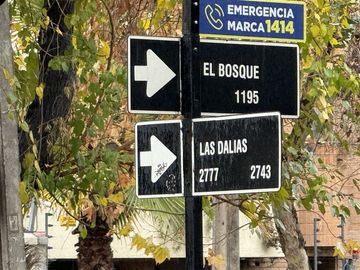 EMERGENCIA
MARCA 1414
EL BOSQUE
1195
LAS DALIAS
2777 2743